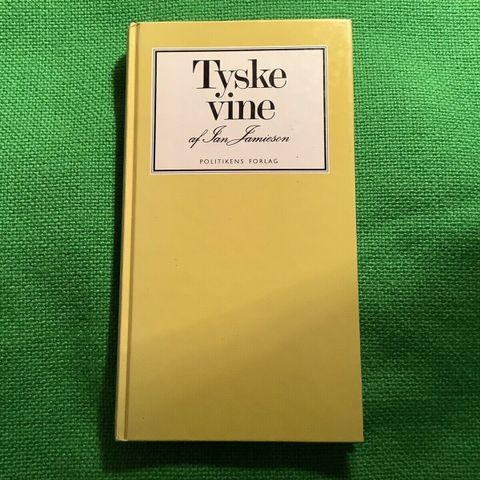 Tyske
vine
af Ian Jamieson
POLITIKENS FORLAG